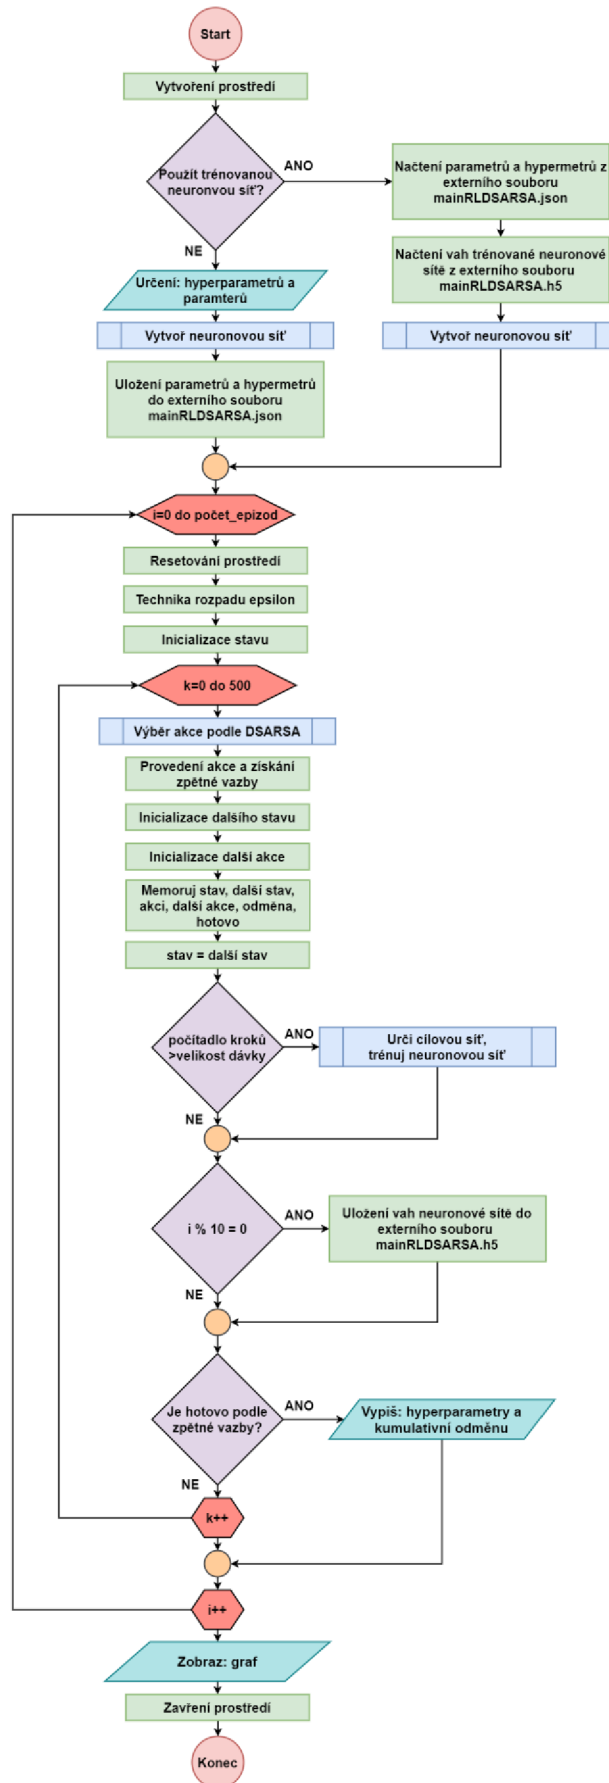 Start
Vytvoření prostředí
Použít trénovanou
neuronvou síť?
ANO
NE
Načtení parametrů a hypermetrů z
externího souboru
mainRLDSARSA.json
Načtení vah trénované neuronové
sítě z externího souboru
mainRLDSARSA.h5
Vytvoř neuronovou síť
Určení: hyperparametrů a
paramterů
Vytvoř neuronovou síť
Uložení parametrů a hypermetrů
do externího souboru
mainRLDSARSA.json
i=0 do počet_epizod
Resetování prostředí
Technika rozpadu epsilon
Inicializace stavu
k=0 do 500
Výběr akce podle DSARSA
Provedení akce a získání
zpětné vazby
Inicializace dalšího stavu
Inicializace další akce
Memoruj stav, další stav,
akci, další akce, odměna,
hotovo
stav = další stav
počítadlo kroků
>velikost dávky
ANO
NE
Urči cílovou síť,
trénuj neuronovou síť
i % 10 = 0
ANO
NE
Uložení vah neuronové sítě do
externího souboru
mainRLDSARSA.h5
Je hotovo podle
zpětné vazby?
ANO
NE
Vypiš: hyperparametry a
kumulativní odměnu
k++
i++
Zobraz: graf
Zavření prostředí
Konec